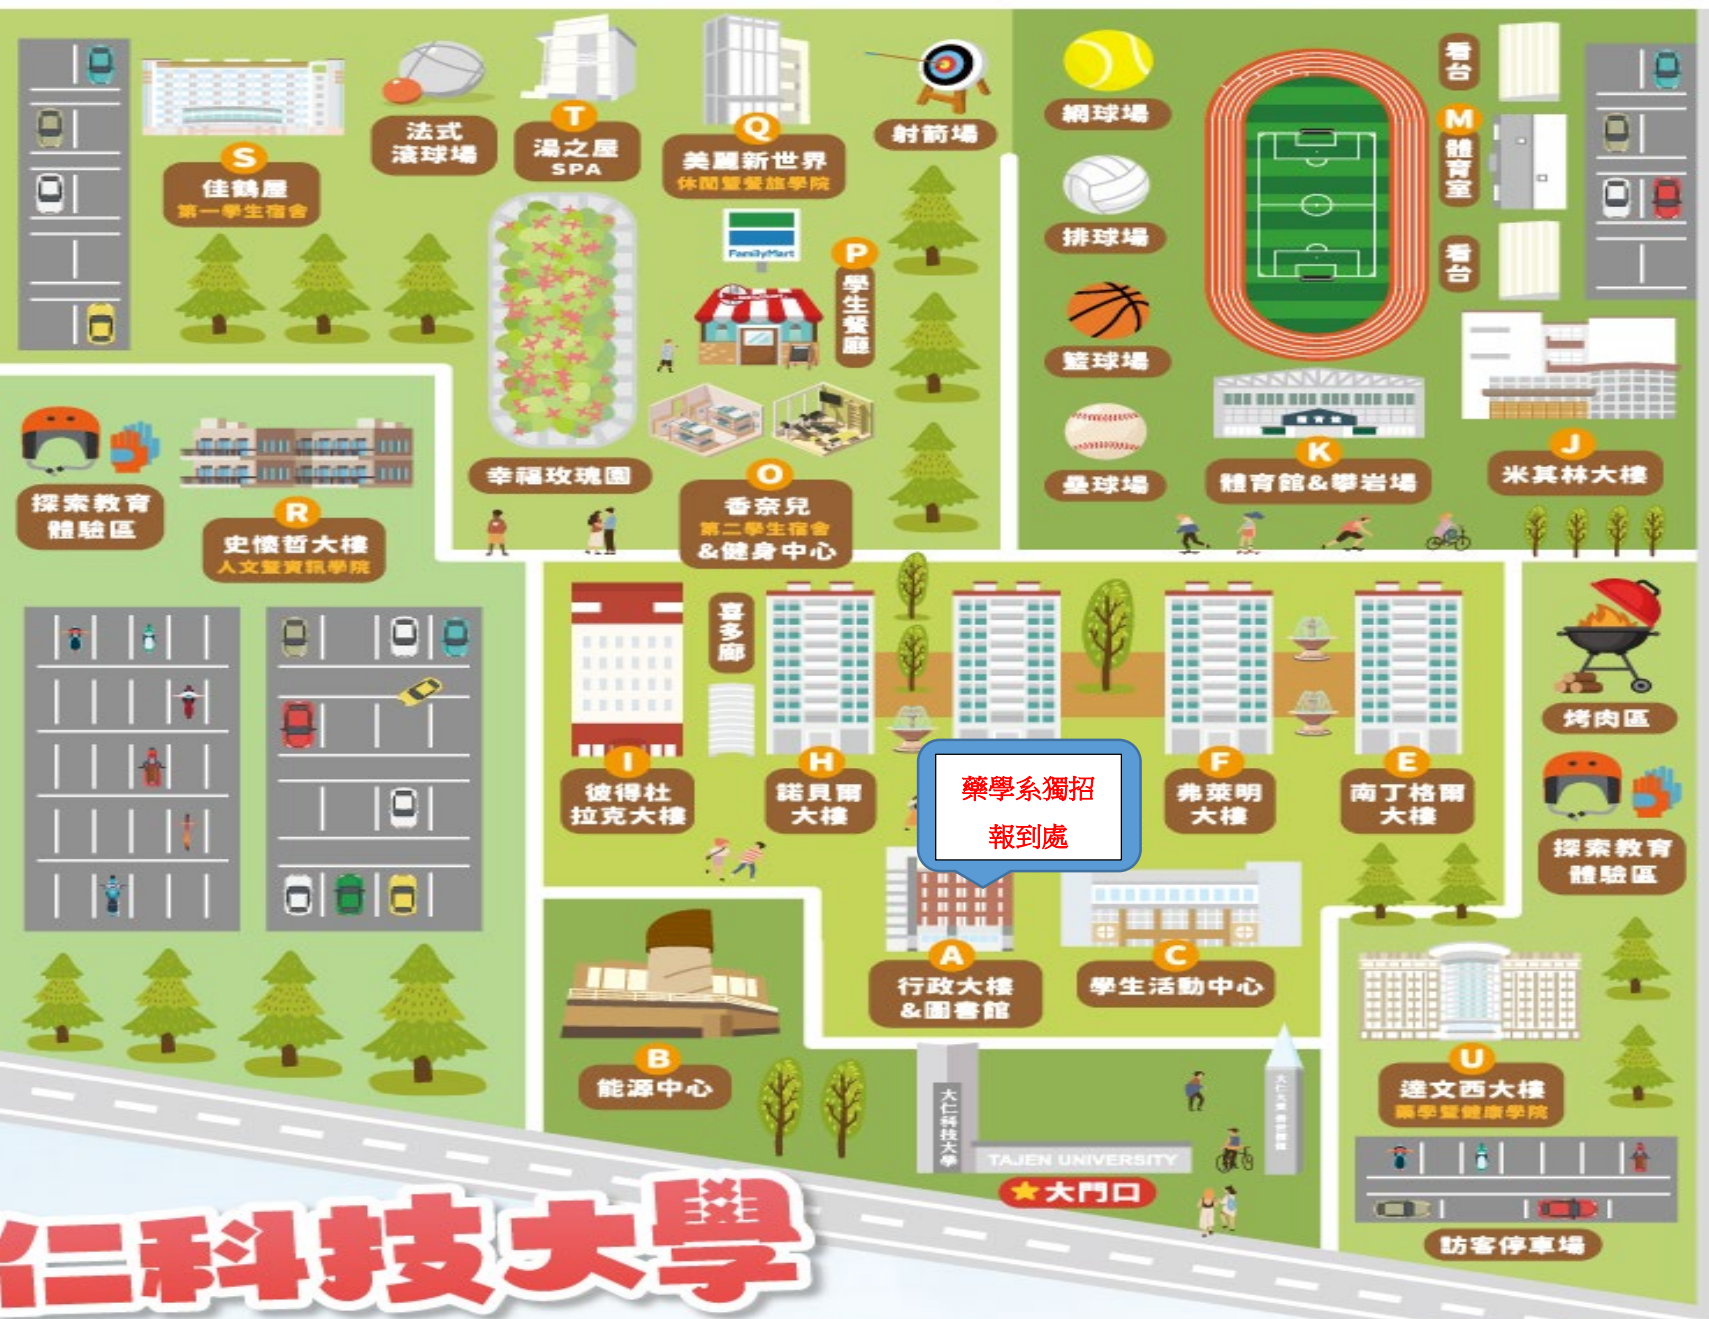 S
佳鶴屋
第一學生宿舍
法式
滾球場
T
湯之屋
SPA
Q
美麗新世界
休閒暨餐旅學院
射箭場
FamilyMart
P
學生餐廳
幸福玫瑰園
O
香奈兒
第二學生宿舍
&健身中心
網球場
排球場
籃球場
壘球場
看台
M
體育室
看台
體育館
K
體育館&攀岩場
J
米其林大樓
探索教育
體驗區
R
史懷哲大樓
人文暨資訊學院
喜多廊
I
彼得杜
拉克大樓
H
諾貝爾
大樓
F
弗萊明
大樓
E
南丁格爾
大樓
烤肉區
探索教育
體驗區
藥學系獨招
報到處
A
行政大樓
&圖書館
C
學生活動中心
B
能源中心
U
達文西大樓
藥學暨健康學院
大仁科技大學
TAJEN UNIVERSITY
大門口
訪客停車場
仁科技大學